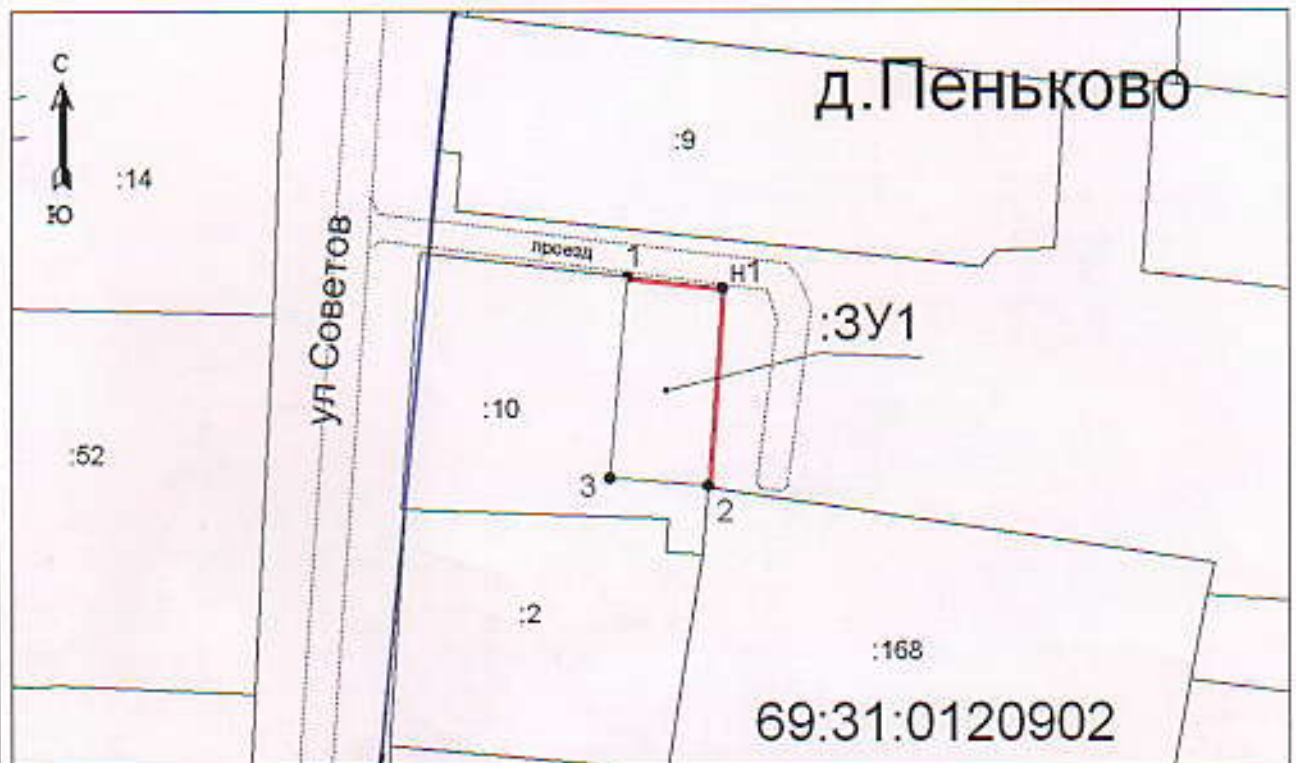 д.Пеньково
С
Ю
:14
:9
ул Советов
проезд
1
н1
:ЗУ1
:10
:52
3
2
:2
:168
69:31:0120902